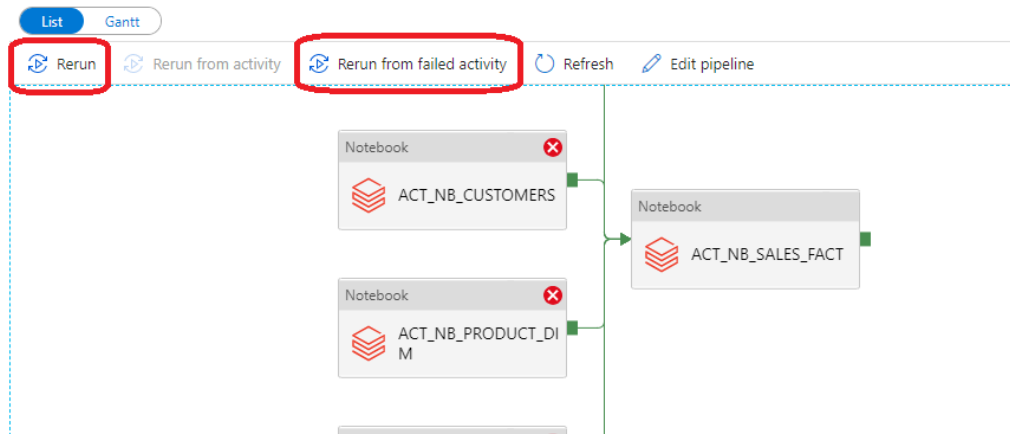 List Gantt
Rerun Rerun from activity Rerun from failed activity Refresh Edit pipeline
Notebook
ACT_NB_CUSTOMERS
Notebook
ACT_NB_SALES_FACT
Notebook
ACT_NB_PRODUCT_DI
M